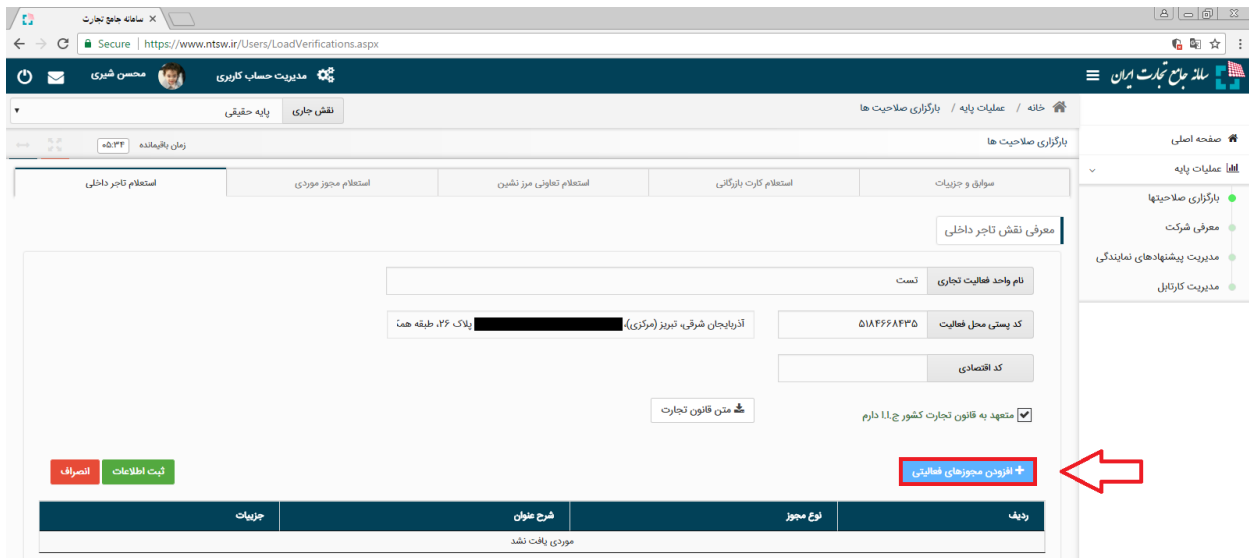 سامانه جامع تجارت
Secure | https://www.ntsw.ir/Users/LoadVerifications.aspx
سامانه جامع تجارت ایران
مدیریت حساب کاربری
محسن شیری
خانه / عملیات پایه / بارگزاری صلاحیت ها
نقش جاری
پایه حقیقی
صفحه اصلی
عملیات پایه
بارگزاری صلاحیتها
معرفی شرکت
مدیریت پیشنهادهای نمایندگی
مدیریت کارتابل
بارگزاری صلاحیت ها
زمان باقیمانده ۰۵:۳۴
سوابق و جزییات
استعلام کارت بازرگانی
استعلام تعاونی مرز نشین
استعلام مجوز موردی
استعلام تاجر داخلی
معرفی نقش تاجر داخلی
نام واحد فعالیت تجاری
تست
کد پستی محل فعالیت
۵۱۸۴۶۶۸۴۳۵
آذربایجان شرقی، تبریز (مرکزی)، پلاک ۲۶، طبقه همک
کد اقتصادی
متعهد به قانون تجارت کشور ج.ا.ا دارم
متن قانون تجارت
+ افزودن مجوزهای فعالیتی
ثبت اطلاعات
انصراف
ردیف نوع مجوز شرح عنوان جزییات
موردی یافت نشد